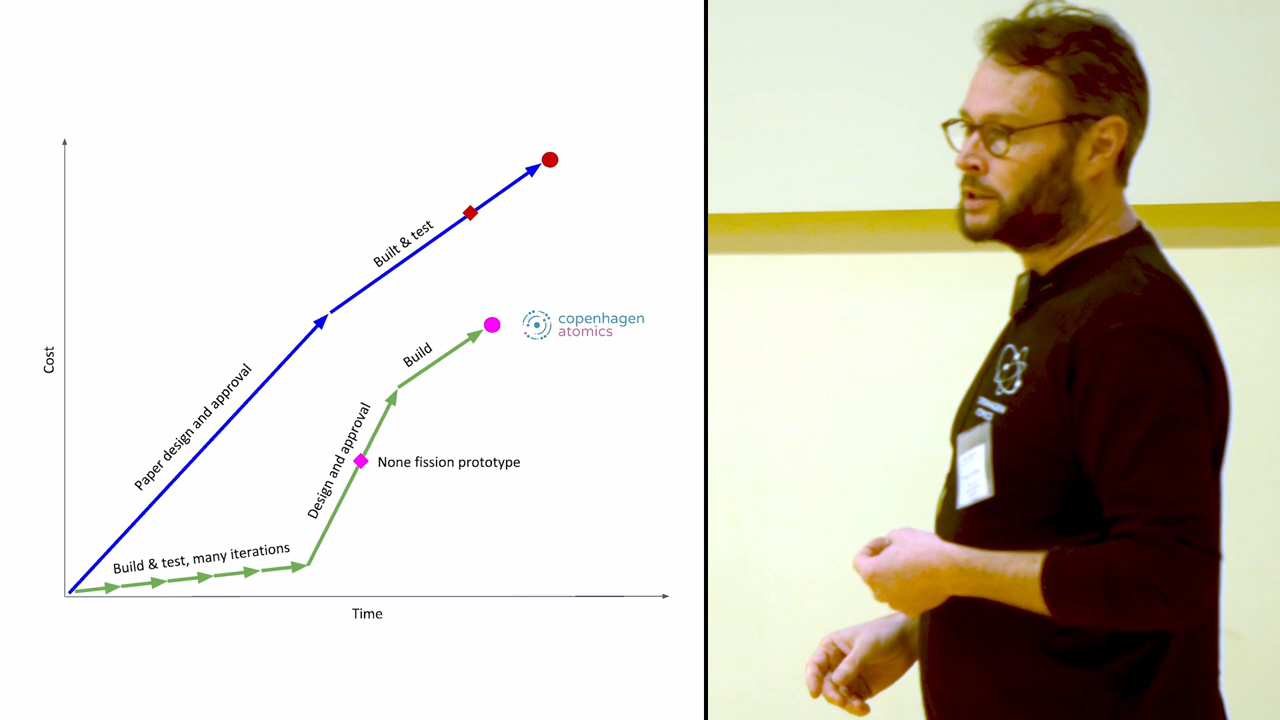 Cost
Paper design and approval
Built & test
copenhagen
atomics
Build
Design and approval
None fission prototype
Build & test, many iterations
Time